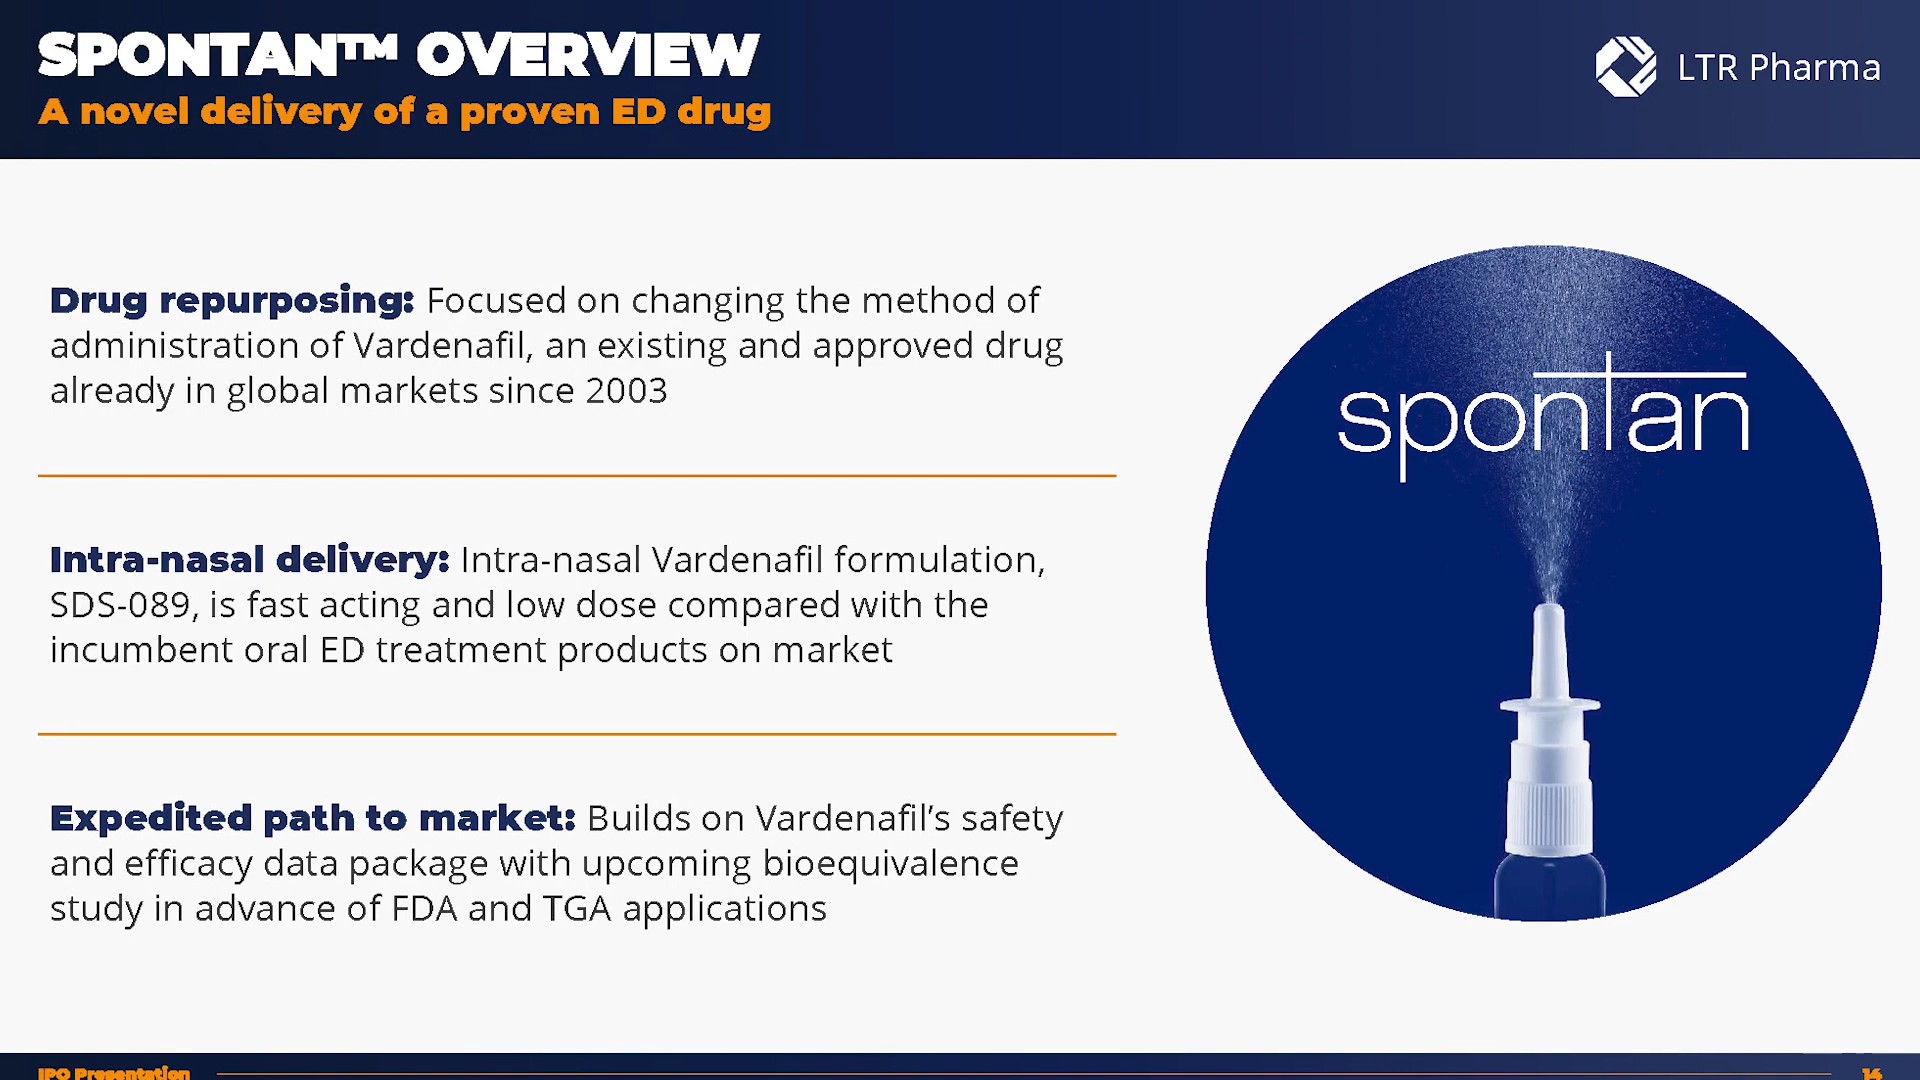 SPONTAN™ OVERVIEW
A novel delivery of a proven ED drug
LTR Pharma
Drug repurposing: Focused on changing the method of
administration of Vardenafil, an existing and approved drug
already in global markets since 2003
Intra-nasal delivery: Intra-nasal Vardenafil formulation,
SDS-089, is fast acting and low dose compared with the
incumbent oral ED treatment products on market
Expedited path to market: Builds on Vardenafil’s safety
and efficacy data package with upcoming bioequivalence
study in advance of FDA and TGA applications
spontan
IPO Presentation
14